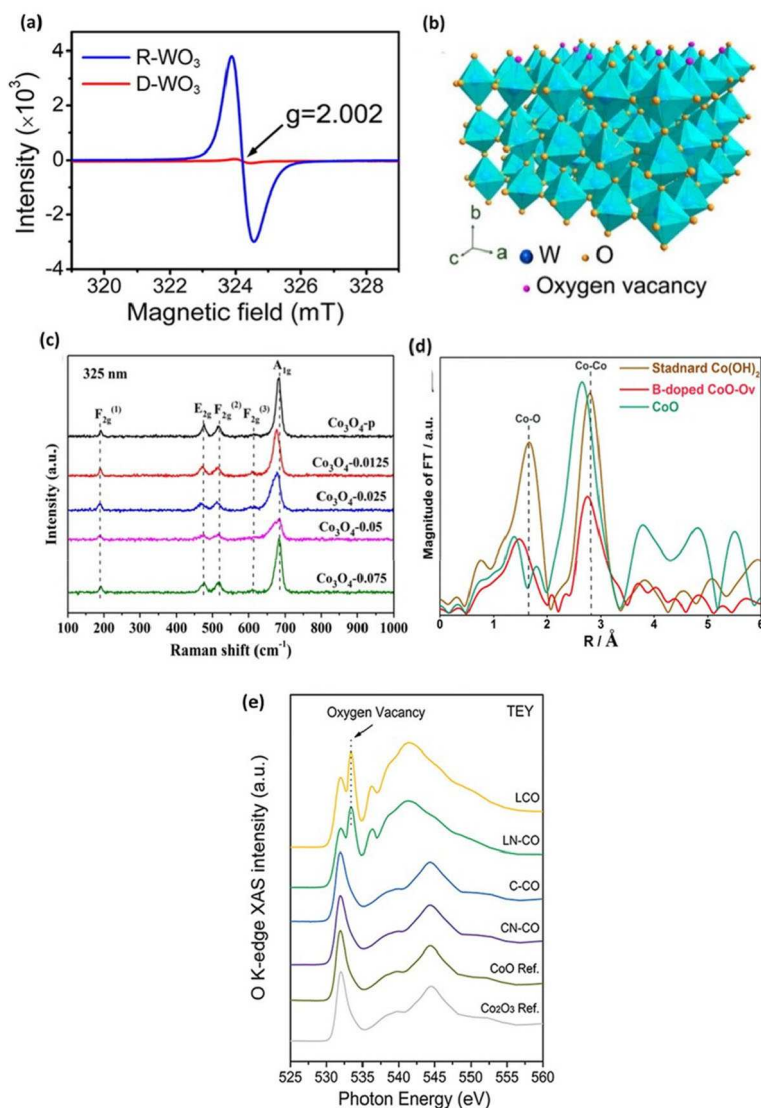 (a)
R-WO₃
D-WO₃
g=2.002
Intensity (×10³)
4
2
0
-2
-4
320 322 324 326 328
Magnetic field (mT)
(b)
b
c a
W O
Oxygen vacancy
(c)
325 nm
A₁g
F₂g⁽¹⁾ E₂g F₂g⁽²⁾ F₂g⁽³⁾
Co₃O₄-p
Co₃O₄-0.0125
Co₃O₄-0.025
Co₃O₄-0.05
Co₃O₄-0.075
Intensity (a.u.)
100 200 300 400 500 600 700 800 900 1000
Raman shift (cm⁻¹)
(d)
Co-Co
Stadnard Co(OH)₂
B-doped CoO-Ov
CoO
Co-O
Magnitude of FT / a.u.
0 1 2 3 4 5 6
R / Å
(e)
Oxygen Vacancy
TEY
LCO
LN-CO
C-CO
CN-CO
CoO Ref.
Co₂O₃ Ref.
O K-edge XAS intensity (a.u.)
525 530 535 540 545 550 555 560
Photon Energy (eV)